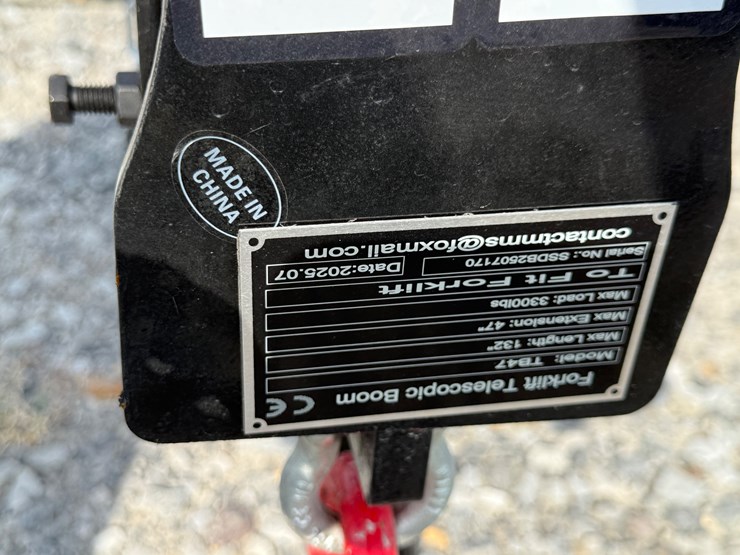 MADE IN
CHINA
Forklift Telescopic Boom
CE
Model: TB47
Max Length: 132"
Max Extension: 47"
Max Load: 3300lbs
To Fit Forklift
Serial No.: SSDB2507170
Date:2025.07
contactmms@foxmail.com